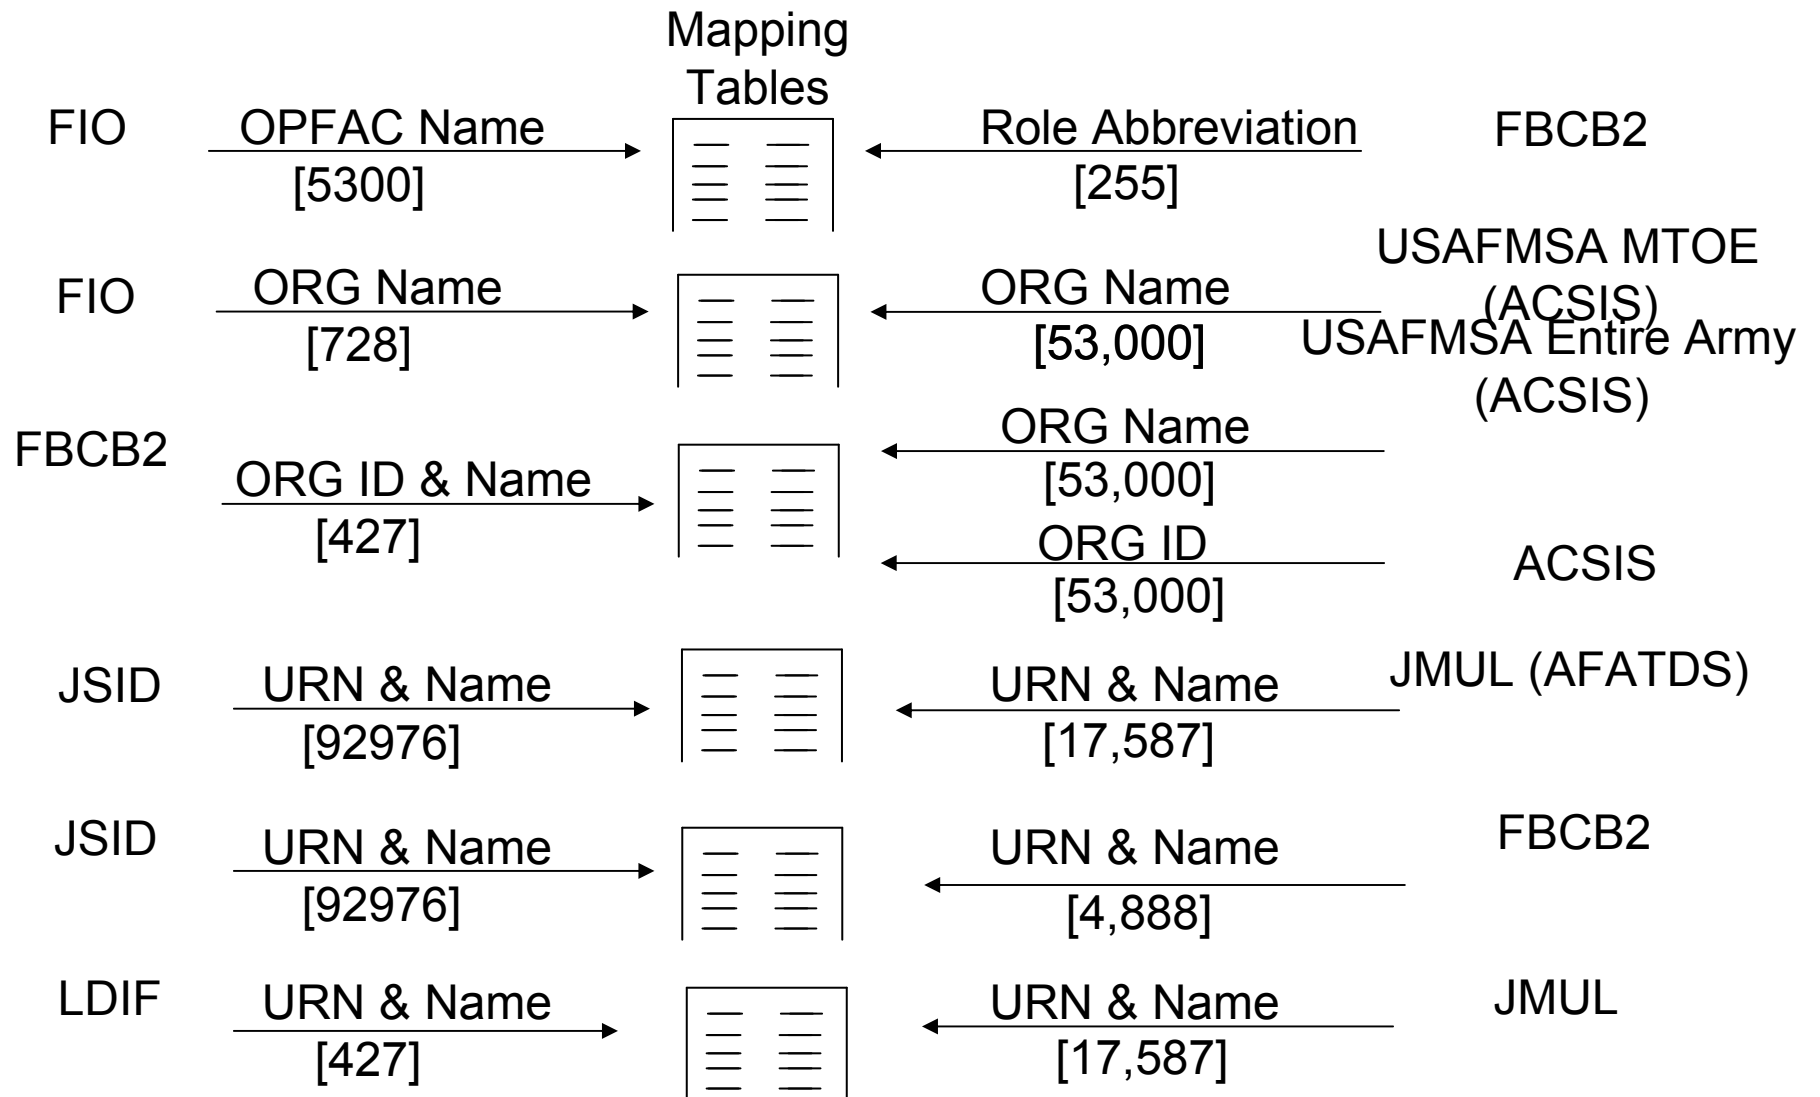 Mapping
Tables
FIO
OPFAC Name
[5300]
Role Abbreviation
[255]
FBCB2
FIO
ORG Name
[728]
ORG Name
[53,000]
USAFMSA MTOE
(ACSIS)
USAFMSA Entire Army
(ACSIS)
FBCB2
ORG ID & Name
[427]
ORG Name
[53,000]
ORG ID
[53,000]
ACSIS
JSID
URN & Name
[92976]
URN & Name
[17,587]
JMUL (AFATDS)
JSID
URN & Name
[92976]
URN & Name
[4,888]
FBCB2
LDIF
URN & Name
[427]
URN & Name
[17,587]
JMUL